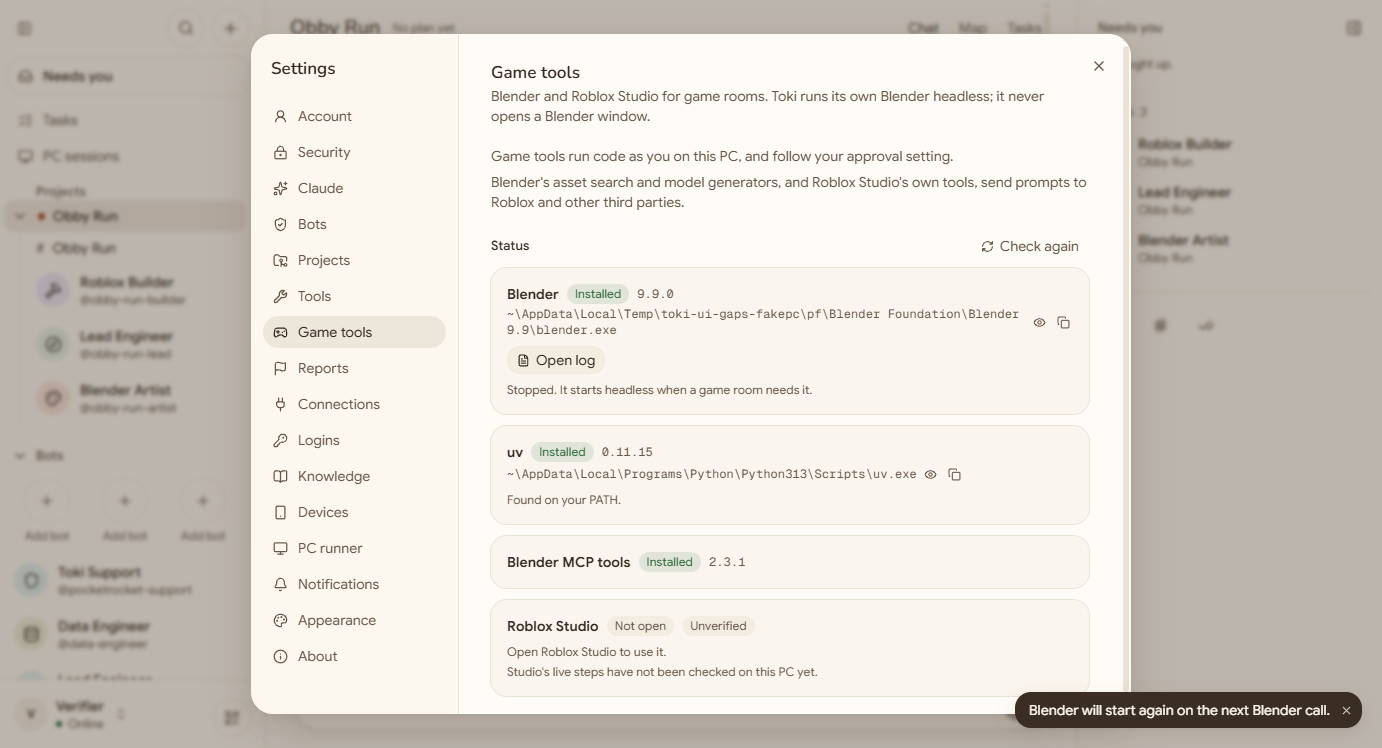 Obby Run No plan yet
Chat Map Tasks
Needs you
Needs you
Tasks
PC sessions
Projects
Obby Run
# Obby Run
Roblox Builder
@obby-run-builder
Lead Engineer
@obby-run-lead
Blender Artist
@obby-run-artist
Bots
Add bot Add bot Add bot
Toki Support
@pocketrocket-support
Data Engineer
@data-engineer
Lead Engineer
V
Verifier
Online
Settings
Account
Security
Claude
Bots
Projects
Tools
Game tools
Reports
Connections
Logins
Knowledge
Devices
PC runner
Notifications
Appearance
About
Game tools
Blender and Roblox Studio for game rooms. Toki runs its own Blender headless; it never
opens a Blender window.
Game tools run code as you on this PC, and follow your approval setting.
Blender's asset search and model generators, and Roblox Studio's own tools, send prompts to
Roblox and other third parties.
Status
Check again
Blender Installed 9.9.0
~\AppData\Local\Temp\toki-ui-gaps-fakepc\pf\Blender Foundation\Blender
9.9\blender.exe
Open log
Stopped. It starts headless when a game room needs it.
uv Installed 0.11.15
~\AppData\Local\Programs\Python\Python313\Scripts\uv.exe
Found on your PATH.
Blender MCP tools Installed 2.3.1
Roblox Studio Not open Unverified
Open Roblox Studio to use it.
Studio's live steps have not been checked on this PC yet.
3
Roblox Builder
Obby Run
Lead Engineer
Obby Run
Blender Artist
Obby Run
Blender will start again on the next Blender call.